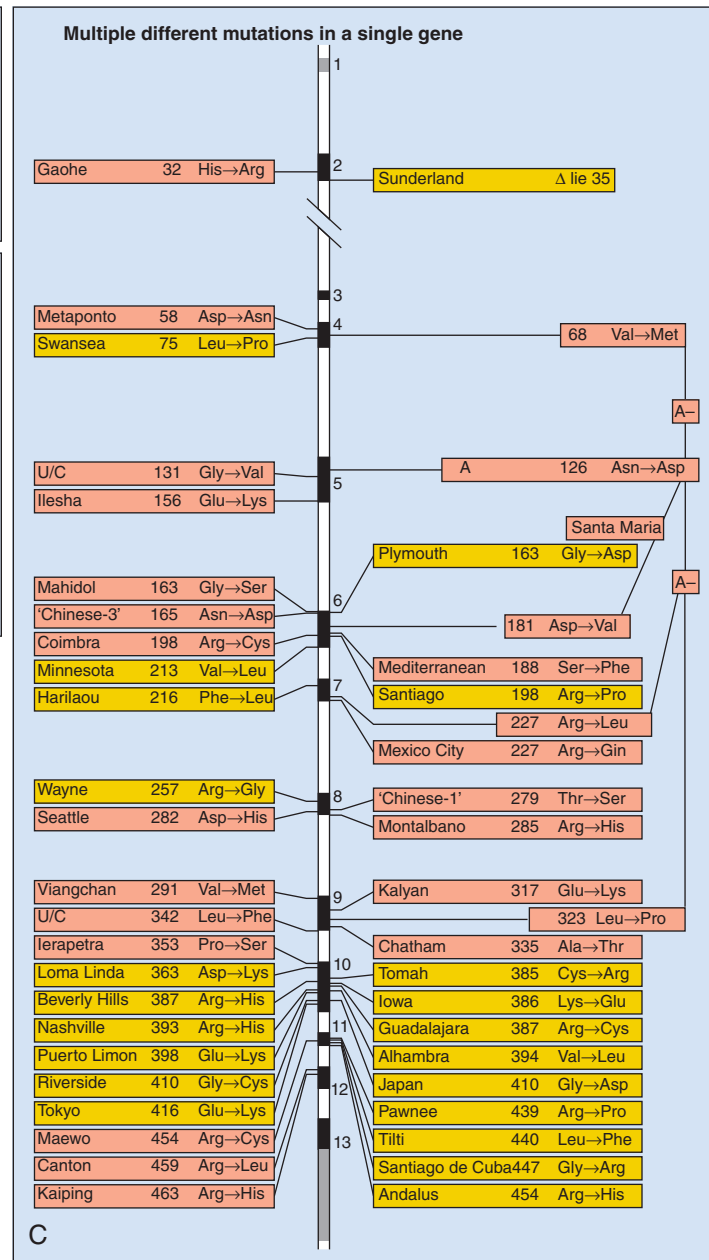 Multiple different mutations in a single gene
1
Gaohe 32 His→Arg
2
Sunderland Δ lie 35
3
Metaponto 58 Asp→Asn
4
68 Val→Met
Swansea 75 Leu→Pro
A–
U/C 131 Gly→Val
A 126 Asn→Asp
5
Ilesha 156 Glu→Lys
Santa Maria
Plymouth 163 Gly→Asp
A–
Mahidol 163 Gly→Ser
6
'Chinese-3' 165 Asn→Asp
181 Asp→Val
Coimbra 198 Arg→Cys
Mediterranean 188 Ser→Phe
Minnesota 213 Val→Leu
Santiago 198 Arg→Pro
Harilaou 216 Phe→Leu
7
227 Arg→Leu
Mexico City 227 Arg→Gin
Wayne 257 Arg→Gly
8
'Chinese-1' 279 Thr→Ser
Seattle 282 Asp→His
Montalbano 285 Arg→His
Viangchan 291 Val→Met
9
Kalyan 317 Glu→Lys
U/C 342 Leu→Phe
323 Leu→Pro
Ierapetra 353 Pro→Ser
Chatham 335 Ala→Thr
10
Loma Linda 363 Asp→Lys
Tomah 385 Cys→Arg
Beverly Hills 387 Arg→His
Iowa 386 Lys→Glu
Nashville 393 Arg→His
11
Guadalajara 387 Arg→Cys
Puerto Limon 398 Glu→Lys
Alhambra 394 Val→Leu
Riverside 410 Gly→Cys
12
Japan 410 Gly→Asp
Tokyo 416 Glu→Lys
Pawnee 439 Arg→Pro
Maewo 454 Arg→Cys
13
Tilti 440 Leu→Phe
Canton 459 Arg→Leu
Santiago de Cuba447 Gly→Arg
Kaiping 463 Arg→His
Andalus 454 Arg→His
C